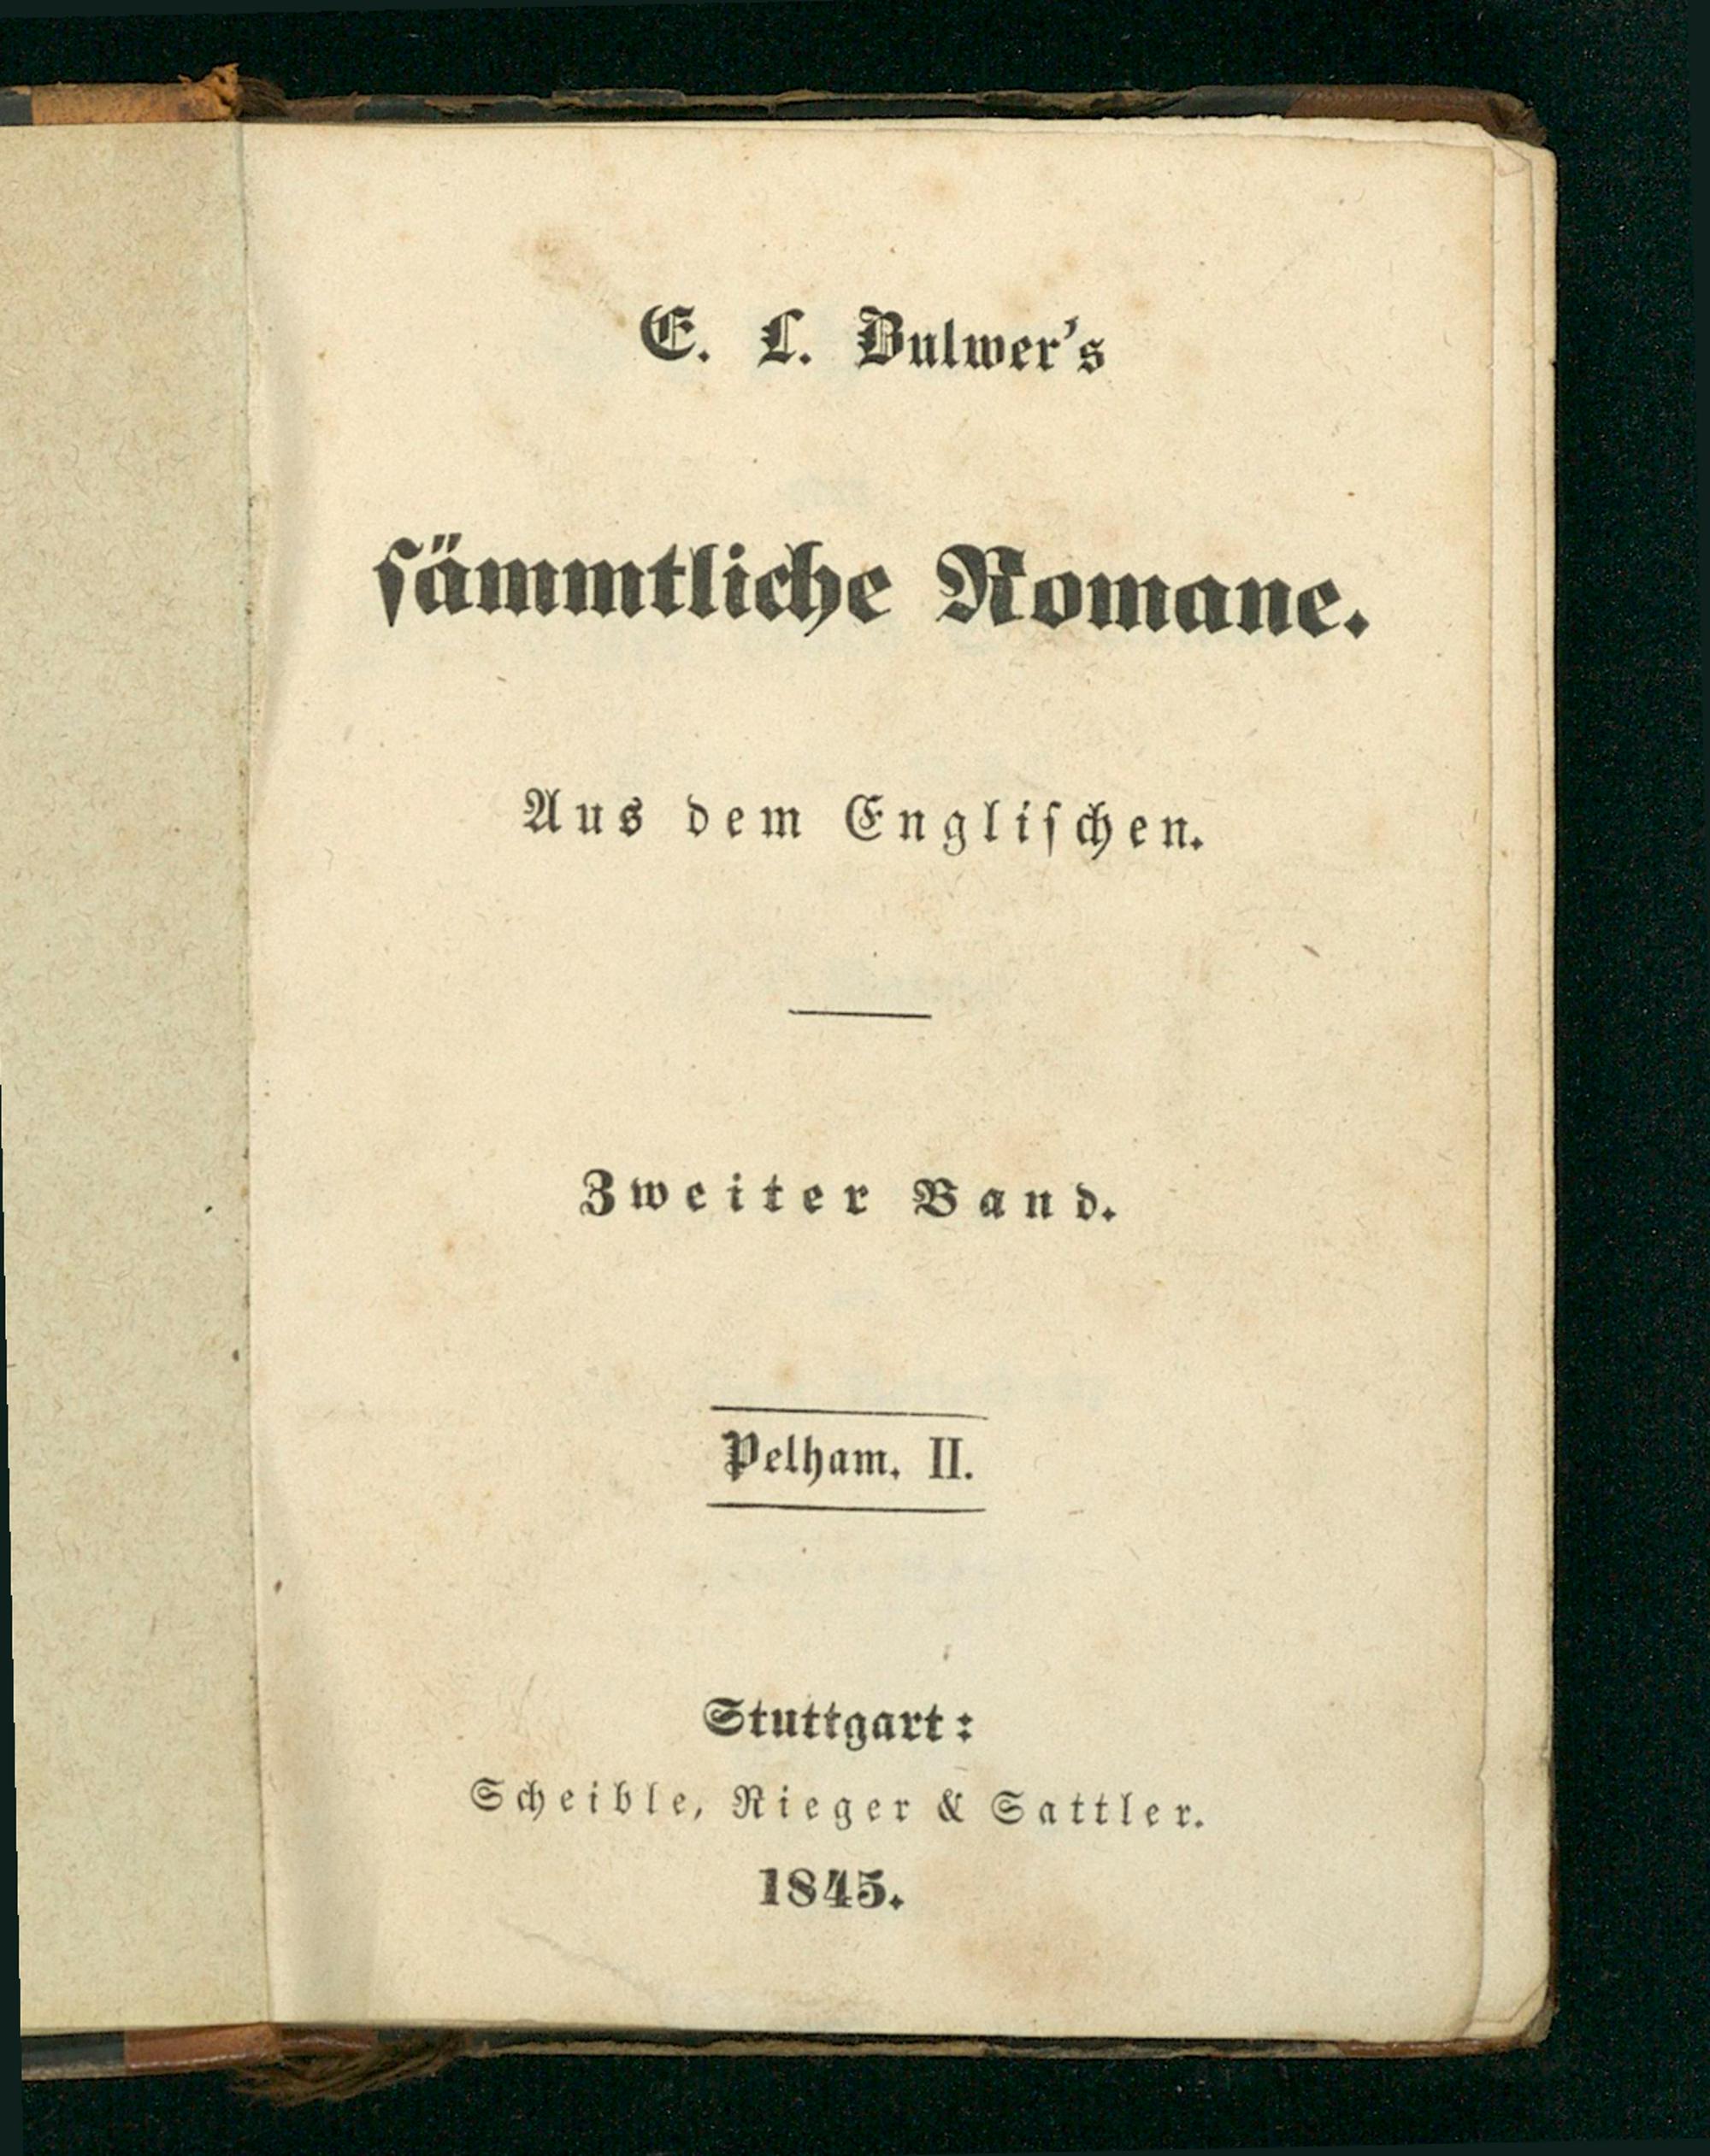 E. L. Bulwer's
ſämmtliche Romane.
Aus dem Engliſchen.
Zweiter Band.
Pelham. II.
Stuttgart:
Scheible, Rieger & Sattler.
1845.